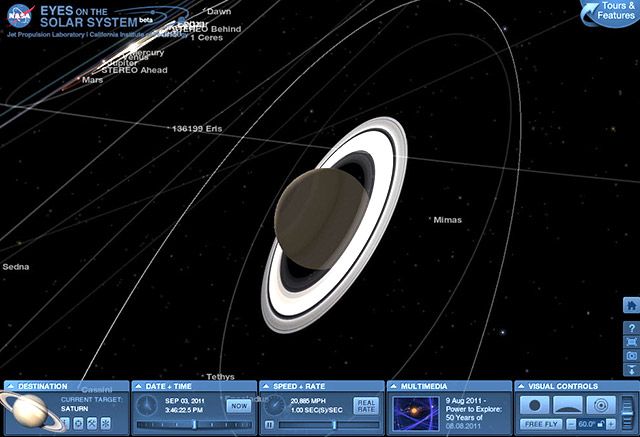 NASA
EYES ON THE
SOLAR SYSTEM beta
Jet Propulsion Laboratory | California Institute of
Tours &
Features
Dawn
STEREO Behind
1 Ceres
Mercury
Venus
Jupiter
STEREO Ahead
Mars
136199 Eris
Mimas
Sedna
Tethys
Cassini
Enceladus
DESTINATION
CURRENT TARGET:
SATURN
DATE + TIME
SEP 03, 2011
3:46:22.5 PM
NOW
SPEED + RATE
20,885 MPH
1.00 SEC(S)/SEC
REAL
RATE
MULTIMEDIA
9 Aug 2011 -
Power to Explore:
50 Years of
08.08.2011
VISUAL CONTROLS
FREE FLY
60.0°
?